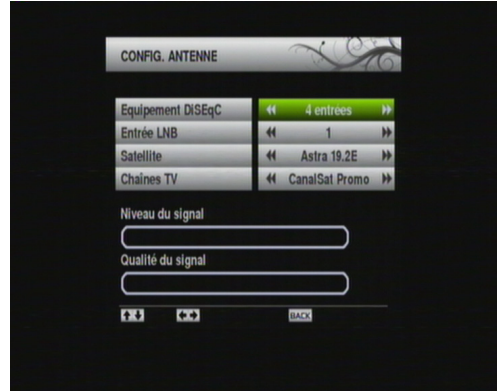 CONFIG. ANTENNE
Equipement DiSEqC 4 entrées
Entrée LNB 1
Satellite Astra 19.2E
Chaînes TV CanalSat Promo
Niveau du signal
Qualité du signal
BACK